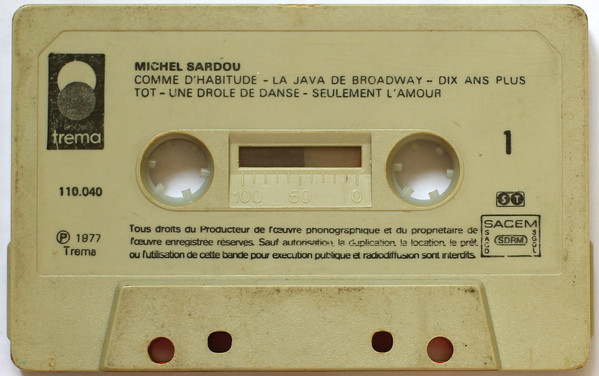 MICHEL SARDOU
COMME D'HABITUDE - LA JAVA DE BROADWAY - DIX ANS PLUS
TOT - UNE DROLE DE DANSE - SEULEMENT L'AMOUR
trema
1
110.040
100 50 0
ST
℗ 1977
Trema
Tous droits du Producteur de l'œuvre phonographique et du propriétaire de
l'œuvre enregistrée réservés. Sauf autorisation, la duplication, la location, le prêt,
ou l'utilisation de cette bande pour exécution publique et radiodiffusion sont interdits.
SACEM
SACD
SDRM
SGDL